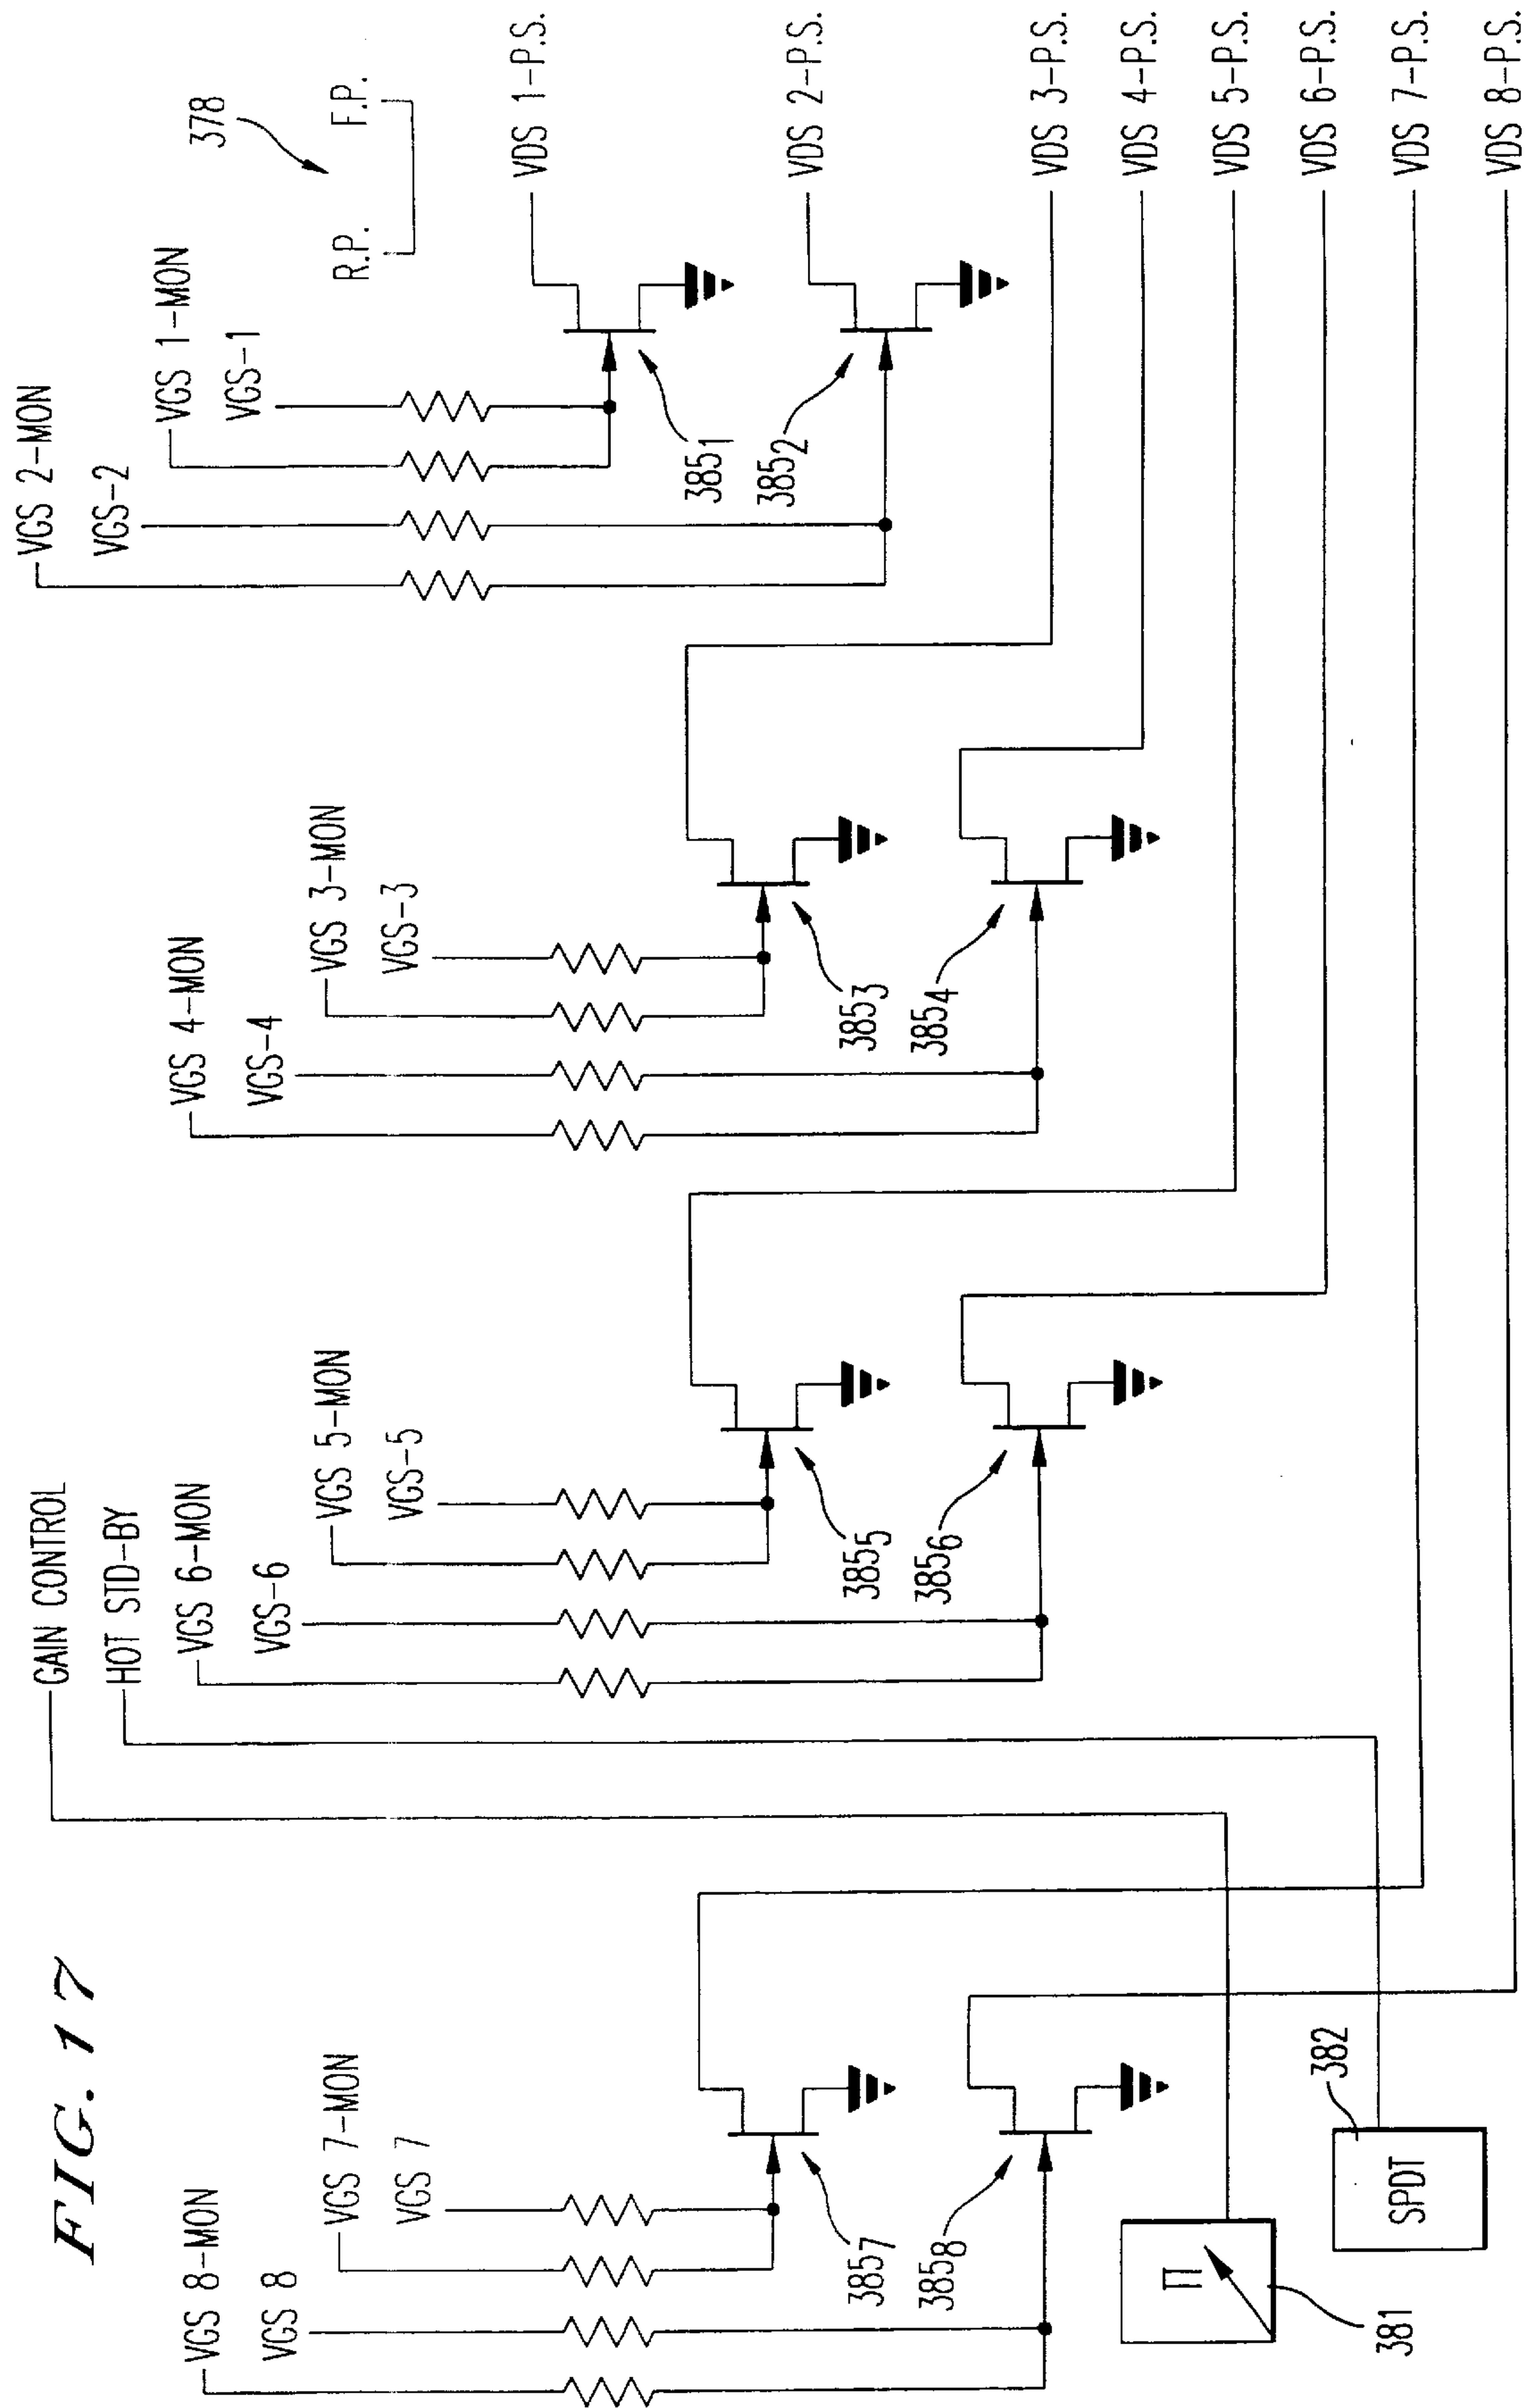 FIG. 17
VGS 8-MON
VGS 8
VGS 7-MON
VGS 7
GAIN CONTROL
HOT STD-BY
VGS 6-MON
VGS-6
VGS 5-MON
VGS-5
VGS 4-MON
VGS-4
VGS 3-MON
VGS-3
VGS 2-MON
VGS-2
VGS 1-MON
VGS-1
378
R.P.
F.P.
385₇
385₈
385₅
385₆
385₃
385₄
385₁
385₂
VDS 1-P.S.
VDS 2-P.S.
VDS 3-P.S.
VDS 4-P.S.
VDS 5-P.S.
VDS 6-P.S.
VDS 7-P.S.
VDS 8-P.S.
Π
381
SPDT
382